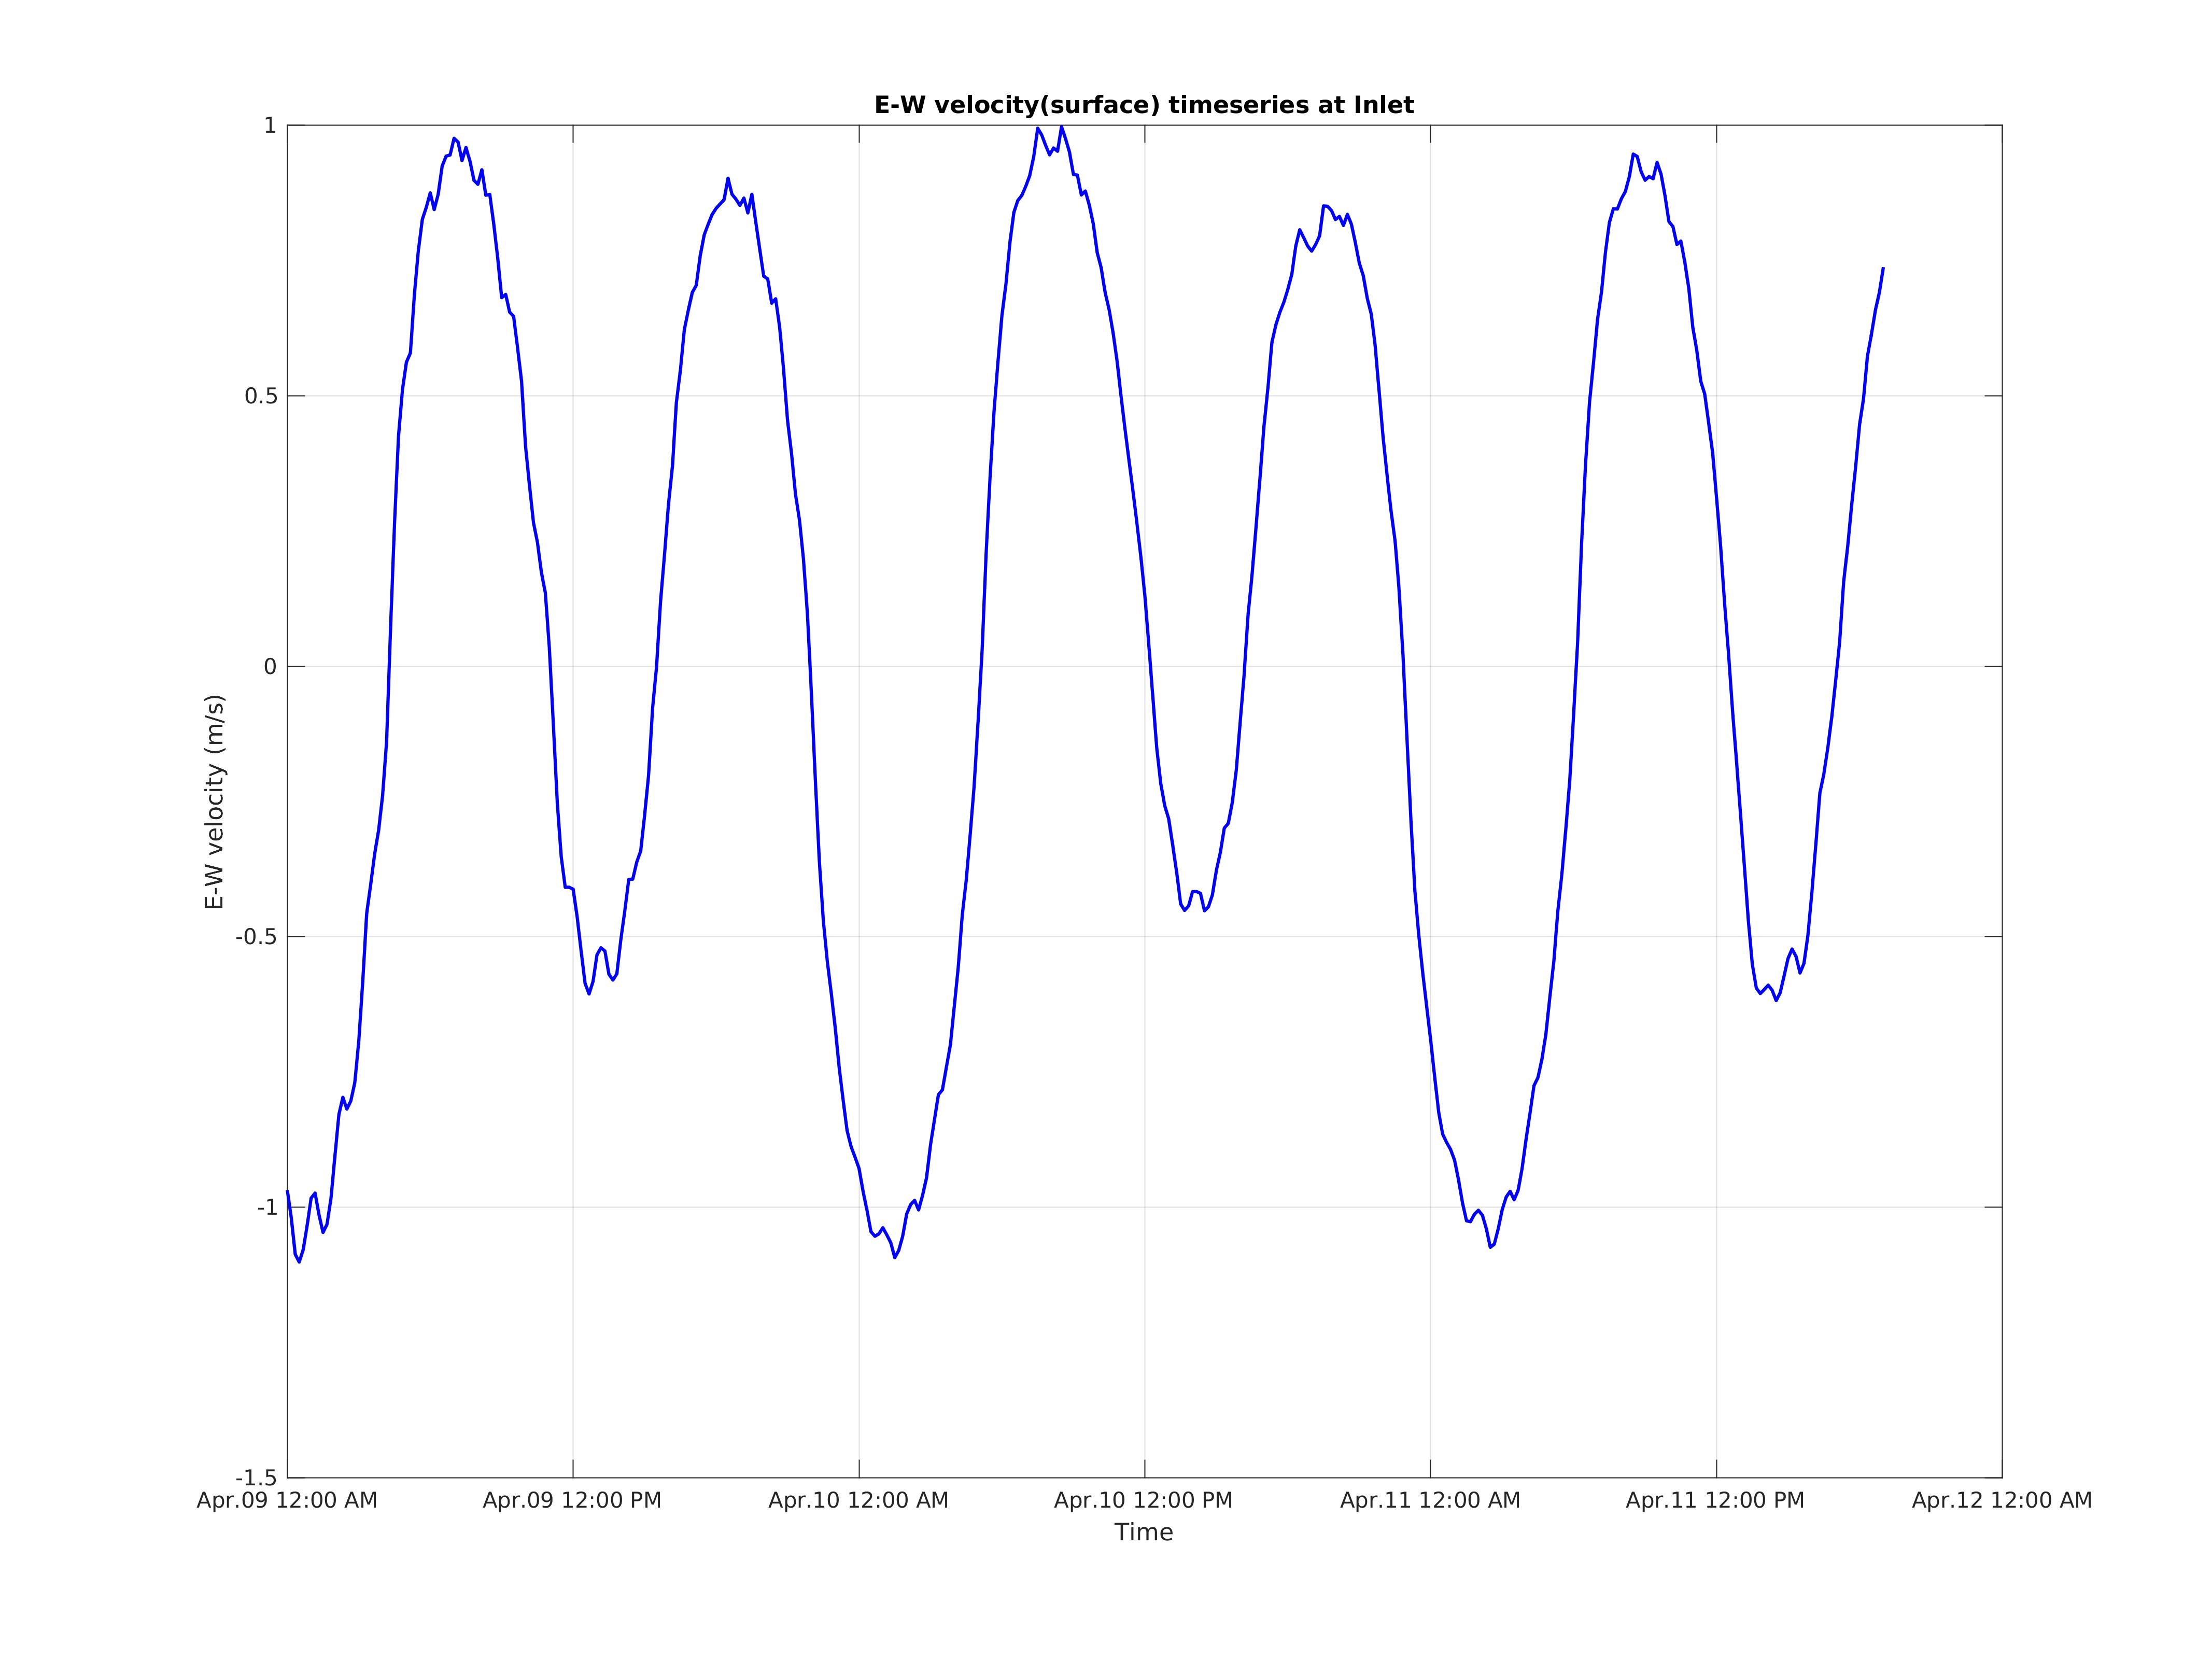 E-W velocity(surface) timeseries at Inlet
1
0.5
0
-0.5
-1
-1.5
E-W velocity (m/s)
Apr.09 12:00 AM Apr.09 12:00 PM Apr.10 12:00 AM Apr.10 12:00 PM Apr.11 12:00 AM Apr.11 12:00 PM Apr.12 12:00 AM
Time